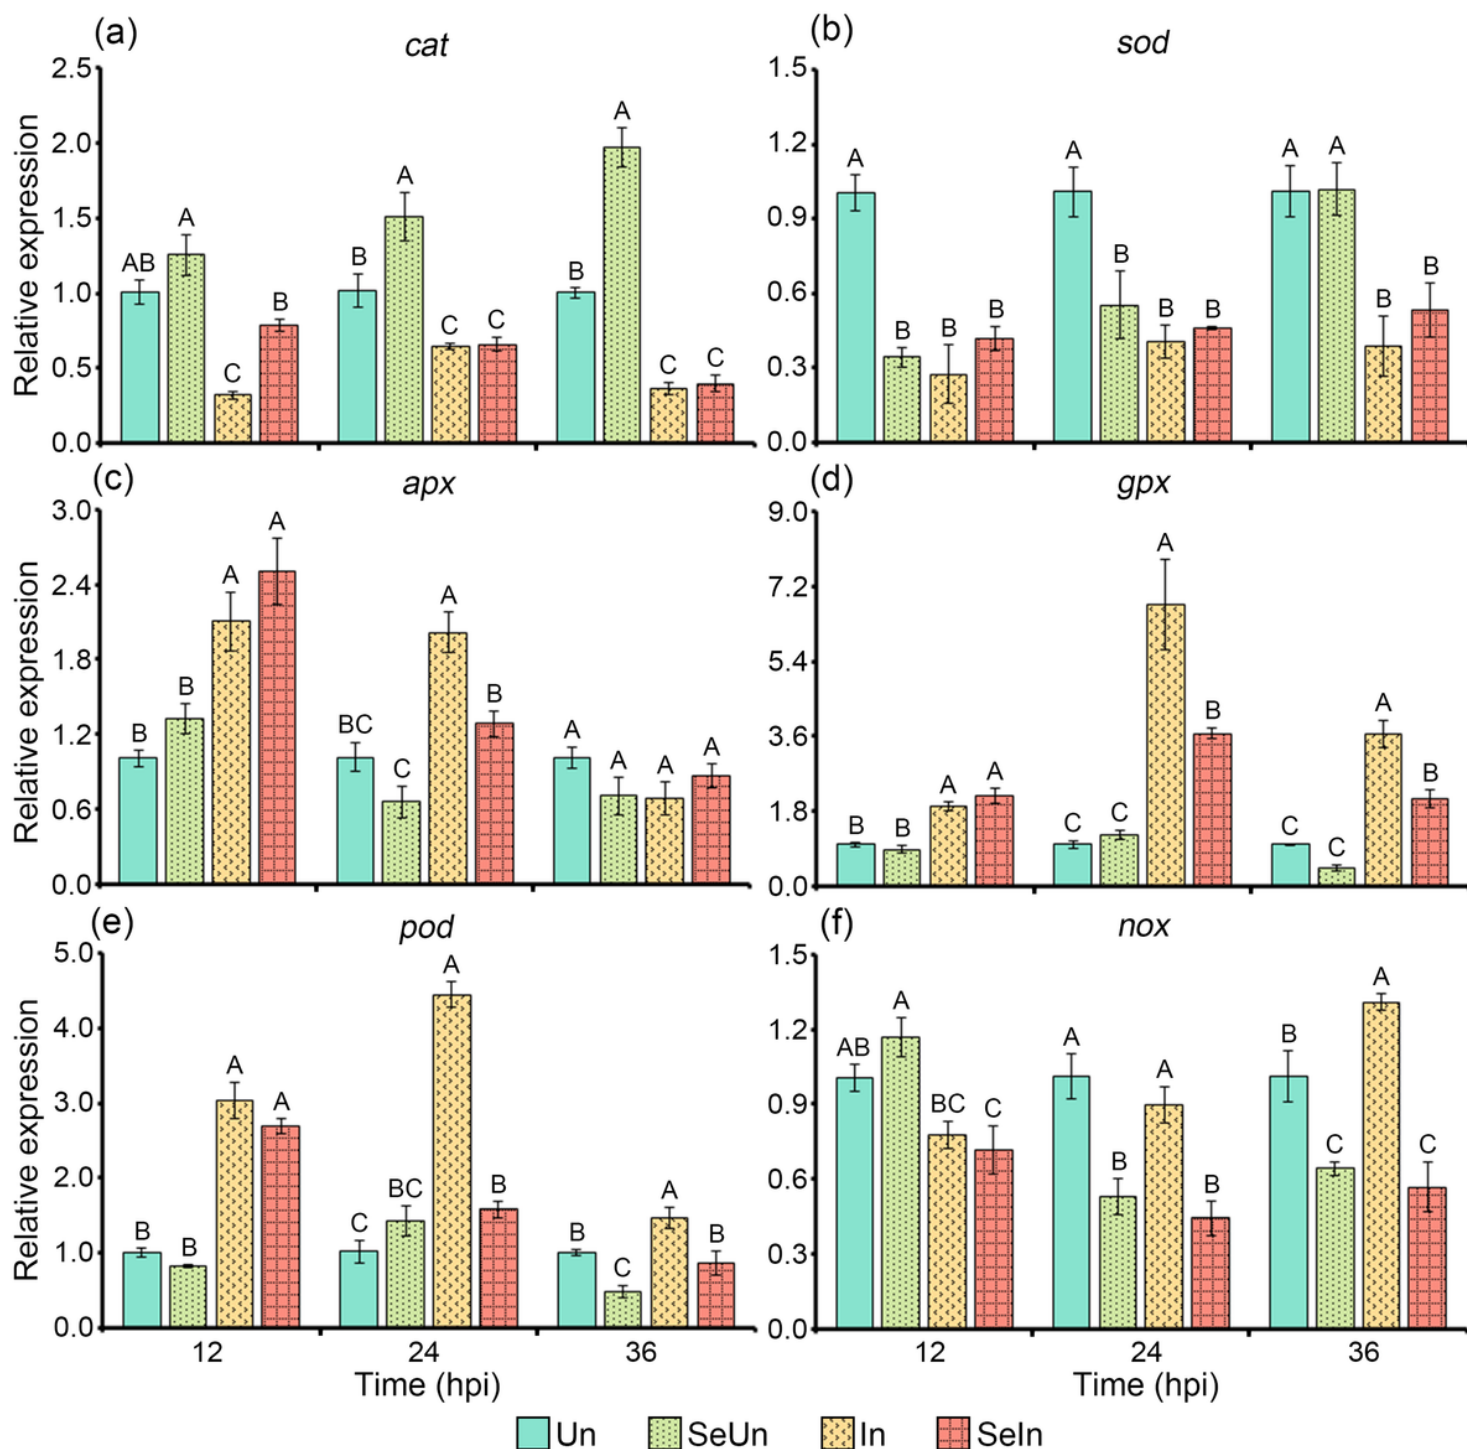 (a) cat
Relative expression
2.5
2.0
1.5
1.0
0.5
0.0
AB A C B
B A C C
B A C C
(b) sod
1.5
1.2
0.9
0.6
0.3
0.0
A B B B
A B B B
A A B B
(c) apx
Relative expression
3.0
2.4
1.8
1.2
0.6
0.0
B B A A
BC C A B
A A A A
(d) gpx
9.0
7.2
5.4
3.6
1.8
0.0
B B A A
C C A B
C C A B
(e) pod
Relative expression
5.0
4.0
3.0
2.0
1.0
0.0
B B A A
C BC A B
B C A B
12 24 36
Time (hpi)
(f) nox
1.5
1.2
0.9
0.6
0.3
0.0
AB A BC C
A B A B
B C A C
12 24 36
Time (hpi)
Un SeUn In SeIn